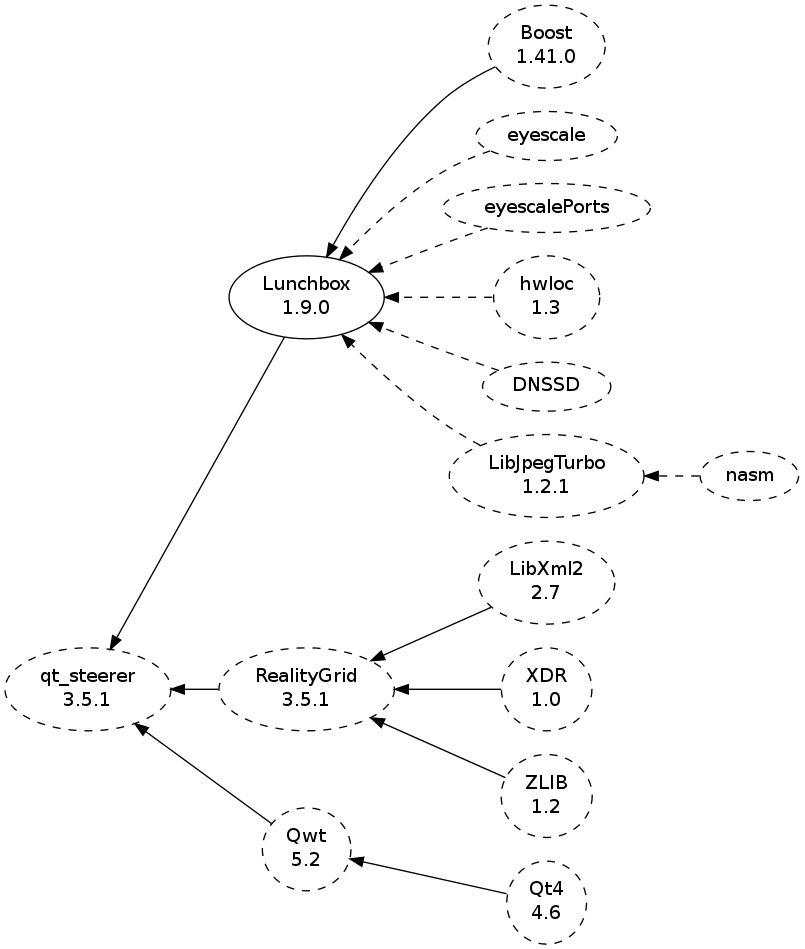 Boost
1.41.0
eyescale
eyescalePorts
Lunchbox
1.9.0
hwloc
1.3
DNSSD
LibJpegTurbo
1.2.1
nasm
LibXml2
2.7
qt_steerer
3.5.1
RealityGrid
3.5.1
XDR
1.0
ZLIB
1.2
Qwt
5.2
Qt4
4.6